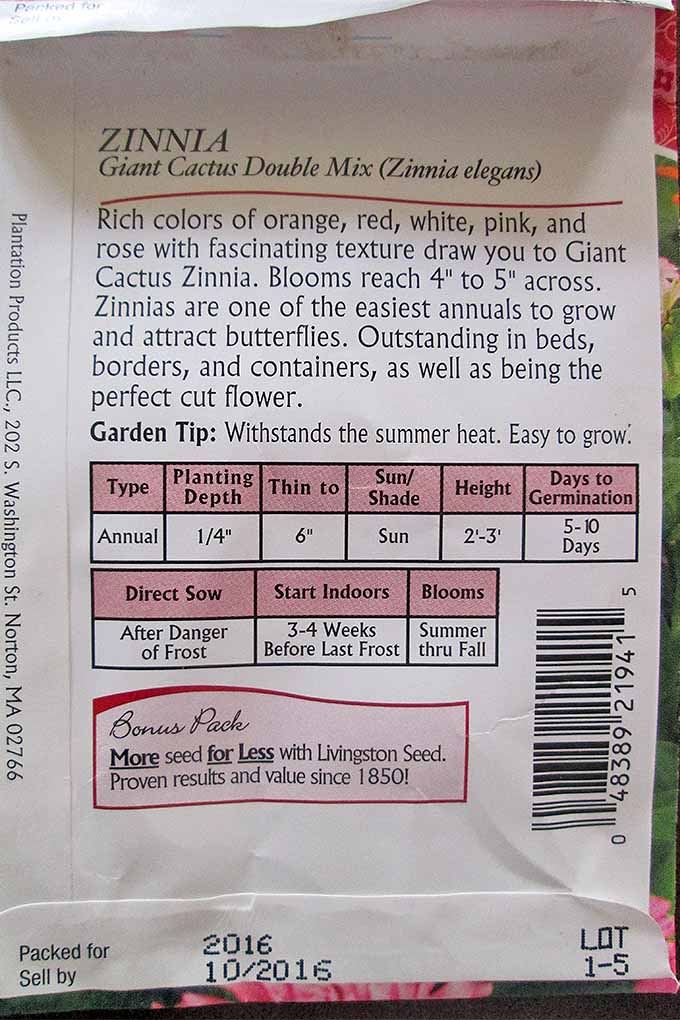 Packed for
Sell by
ZINNIA
Giant Cactus Double Mix (Zinnia elegans)
Rich colors of orange, red, white, pink, and
rose with fascinating texture draw you to Giant
Cactus Zinnia. Blooms reach 4" to 5" across.
Zinnias are one of the easiest annuals to grow
and attract butterflies. Outstanding in beds,
borders, and containers, as well as being the
perfect cut flower.
Garden Tip: Withstands the summer heat. Easy to grow.
Type Planting Depth Thin to Sun/ Shade Height Days to Germination
Annual 1/4" 6" Sun 2'-3' 5-10 Days
Direct Sow Start Indoors Blooms
After Danger of Frost 3-4 Weeks Before Last Frost Summer thru Fall
Bonus Pack
More seed for Less with Livingston Seed.
Proven results and value since 1850!
0 48389 21941 5
Plantation Products LLC., 202 S. Washington St. Norton, MA 02766
Packed for 2016
Sell by 10/2016
LOT
1-5